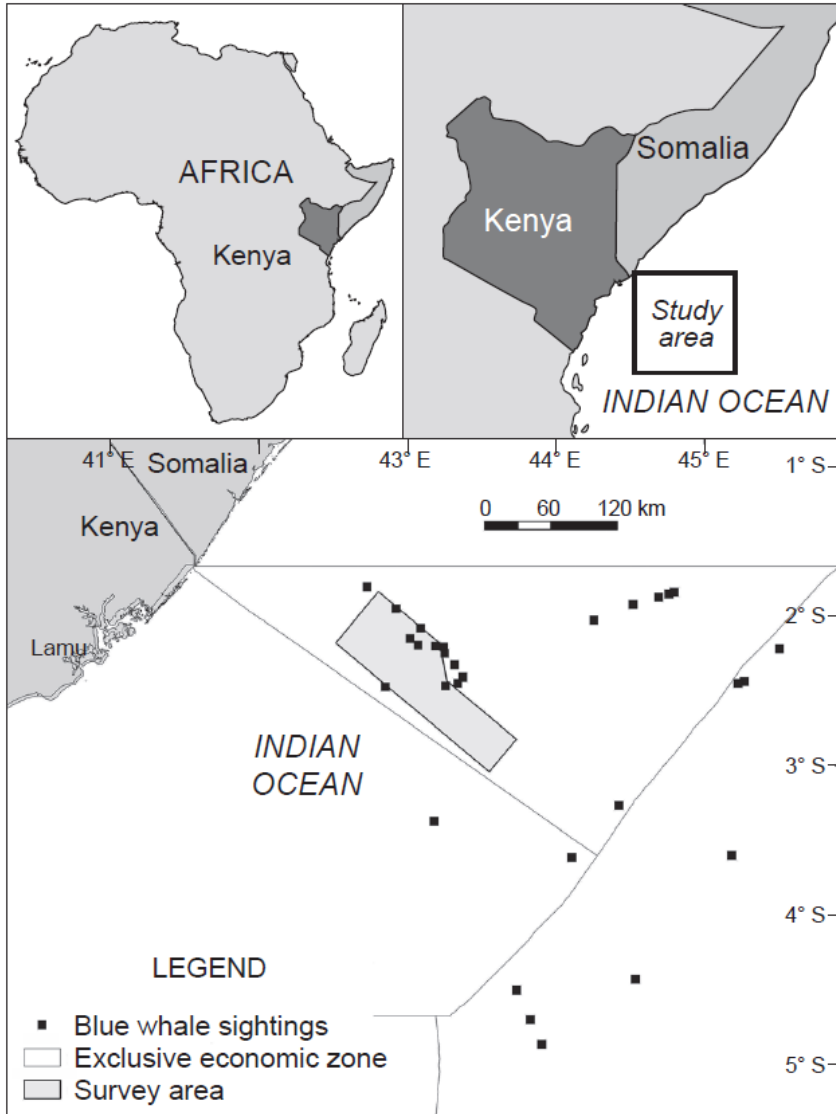 AFRICA
Kenya
Somalia
Kenya
Study
area
INDIAN OCEAN
41° E
43° E
44° E
45° E
1° S
Somalia
Kenya
0 60 120 km
2° S
Lamu
INDIAN
OCEAN
3° S
4° S
LEGEND
Blue whale sightings
Exclusive economic zone
Survey area
5° S